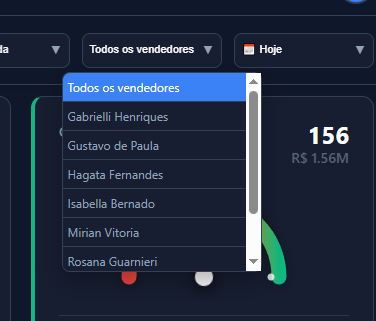 da
Todos os vendedores
Hoje
Todos os vendedores
Gabrielli Henriques
Gustavo de Paula
Hagata Fernandes
Isabella Bernado
Mirian Vitoria
Rosana Guarnieri
156
R$ 1.56M